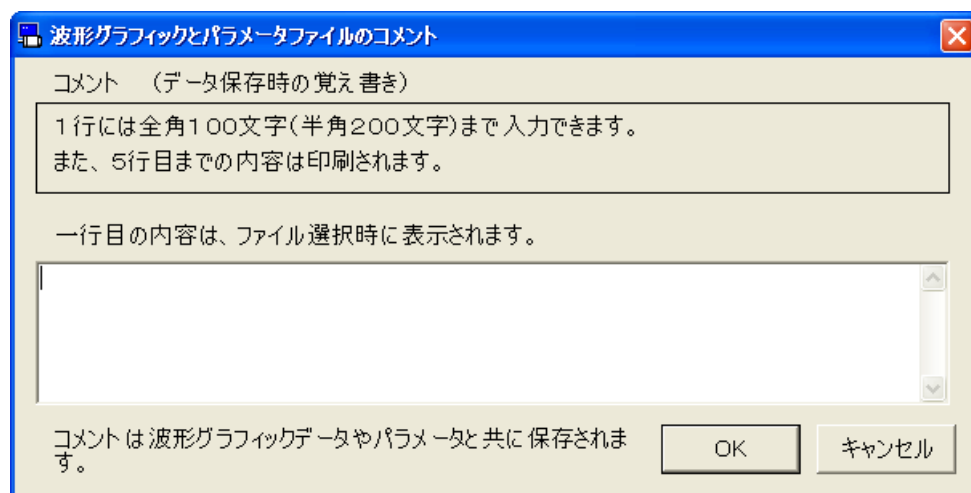 波形グラフィックとパラメータファイルのコメント
コメント　（データ保存時の覚え書き）
１行には全角１００文字(半角２００文字)まで入力できます。
また、５行目までの内容は印刷されます。
一行目の内容は、ファイル選択時に表示されます。
コメントは波形グラフィックデータやパラメータと共に保存されま
す。
OK
キャンセル